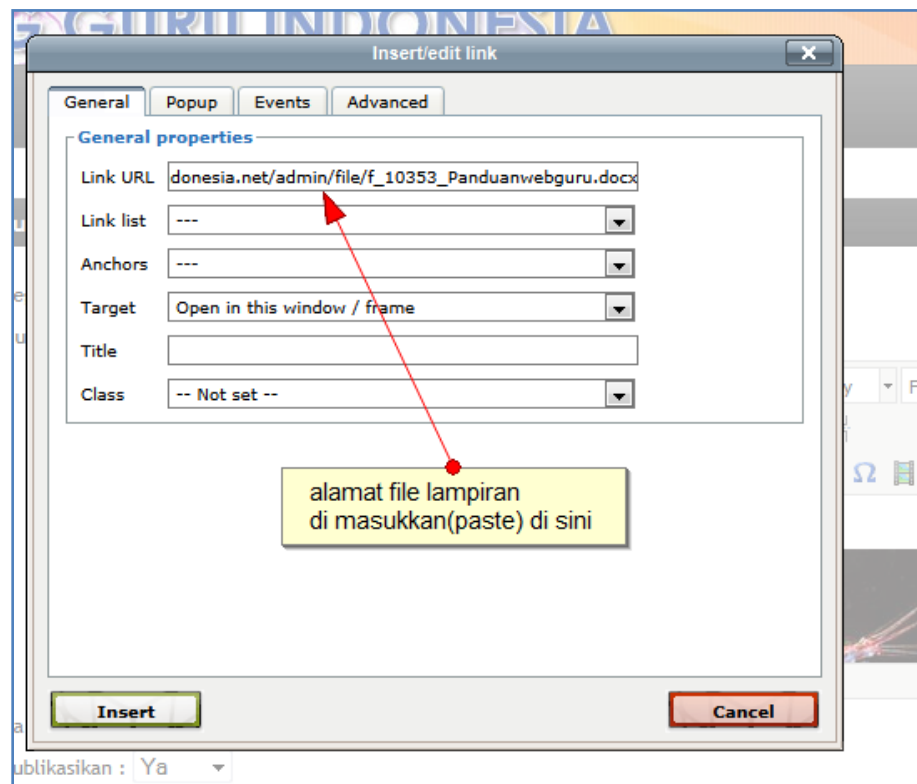 GURU INDONESIA
Insert/edit link
General Popup Events Advanced
General properties
Link URL donesia.net/admin/file/f_10353_Panduanwebguru.docx
Link list ---
Anchors ---
Target Open in this window / frame
Title
Class -- Not set --
alamat file lampiran
di masukkan(paste) di sini
Insert Cancel
ublikasikan : Ya